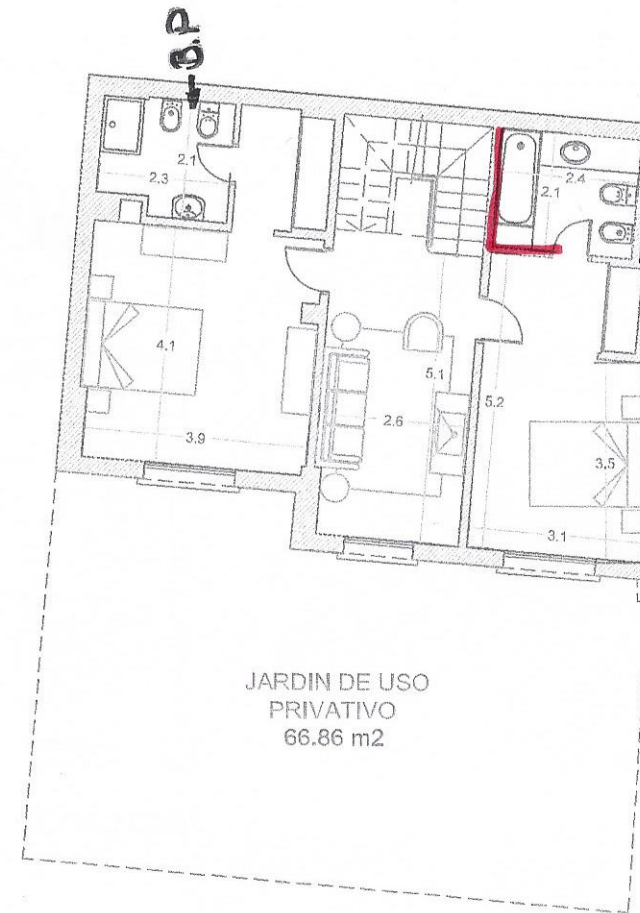 B.P
2.1
2.3
2.4
2.1
4.1
5.1
5.2
2.6
3.5
3.9
3.1
JARDIN DE USO
PRIVATIVO
66.86 m2